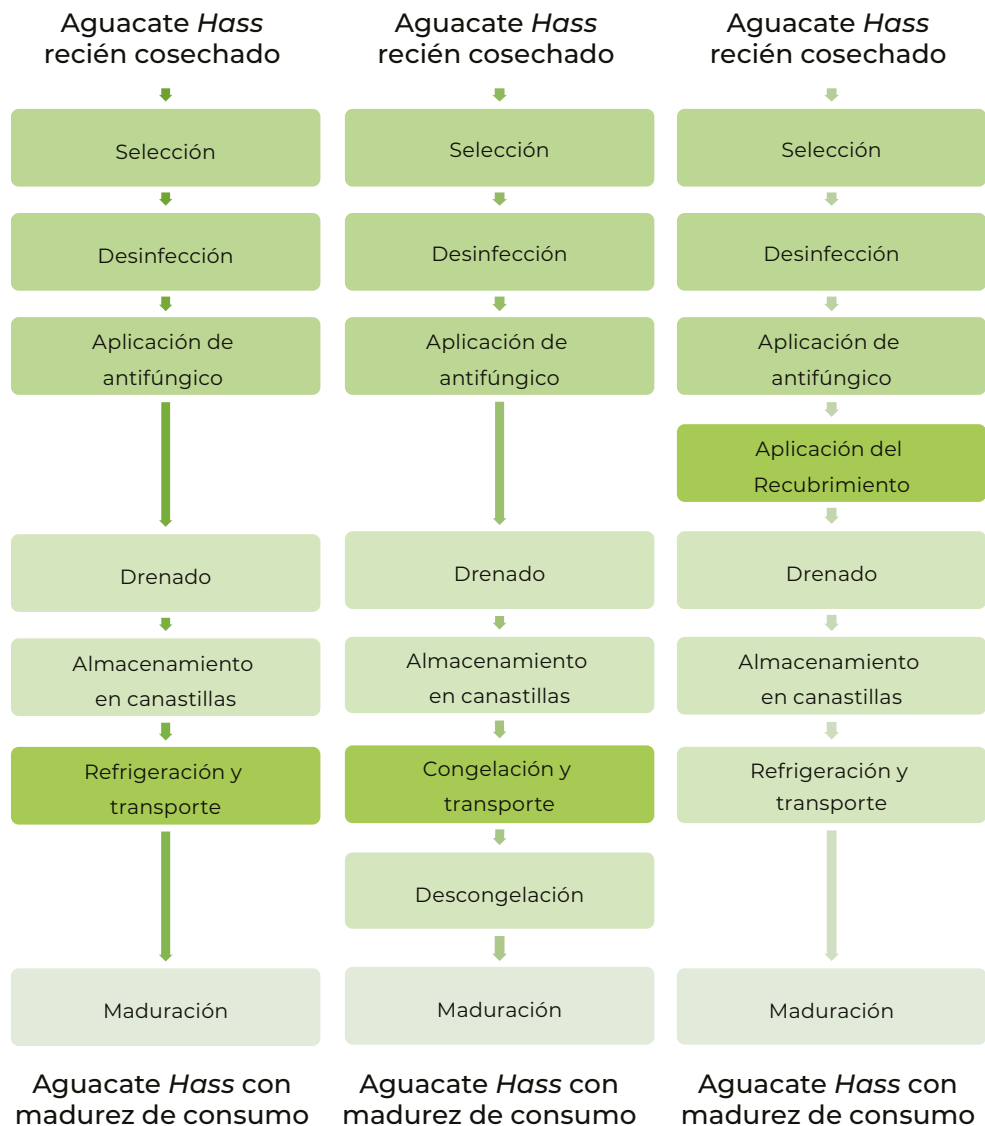 Aguacate Hass
recién cosechado
Selección
Desinfección
Aplicación de
antifúngico
Drenado
Almacenamiento
en canastillas
Refrigeración y
transporte
Maduración
Aguacate Hass con
madurez de consumo
Aguacate Hass
recién cosechado
Selección
Desinfección
Aplicación de
antifúngico
Drenado
Almacenamiento
en canastillas
Congelación y
transporte
Descongelación
Maduración
Aguacate Hass con
madurez de consumo
Aguacate Hass
recién cosechado
Selección
Desinfección
Aplicación de
antifúngico
Aplicación del
Recubrimiento
Drenado
Almacenamiento
en canastillas
Refrigeración y
transporte
Maduración
Aguacate Hass con
madurez de consumo